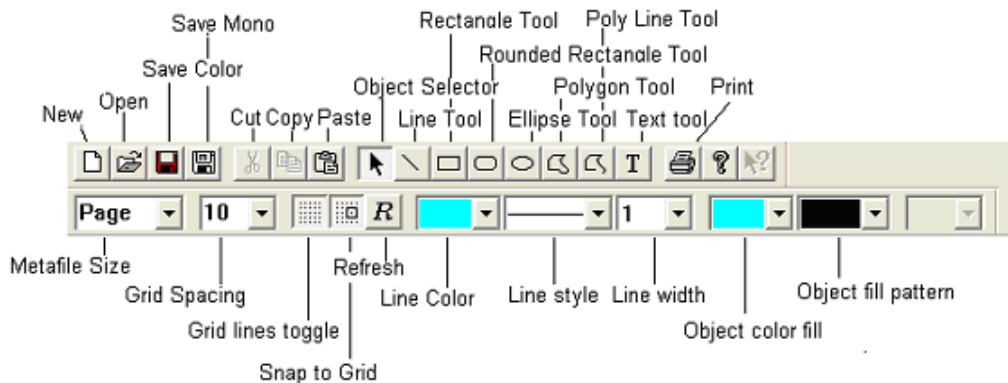 Save Mono
Rectangle Tool
Poly Line Tool
Save Color
Rounded Rectangle Tool
Open
Object Selector
Polygon Tool
Print
New
Cut Copy Paste
Line Tool
Ellipse Tool
Text tool
T
?
?
Page
10
R
1
Metafile Size
Refresh
Grid Spacing
Line Color
Line style
Line width
Object fill pattern
Grid lines toggle
Object color fill
Snap to Grid